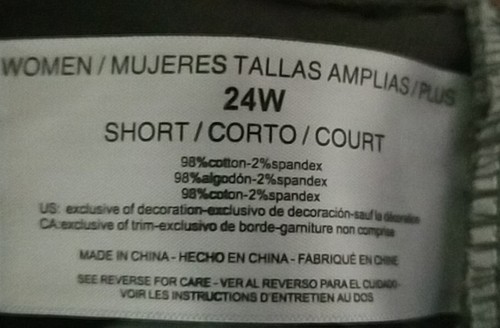 WOMEN / MUJERES TALLAS AMPLIAS / PLUS
24W
SHORT / CORTO / COURT
98%cotton-2%spandex
98%algodón-2%spandex
98%coton-2%spandex
US: exclusive of decoration-exclusivo de decoración-sauf la décoration
CA:exclusive of trim-exclusivo de borde-garniture non comprise
MADE IN CHINA - HECHO EN CHINA - FABRIQUÉ EN CHINE
SEE REVERSE FOR CARE - VER AL REVERSO PARA EL CUIDADO-
VOIR LES INSTRUCTIONS D'ENTRETIEN AU DOS